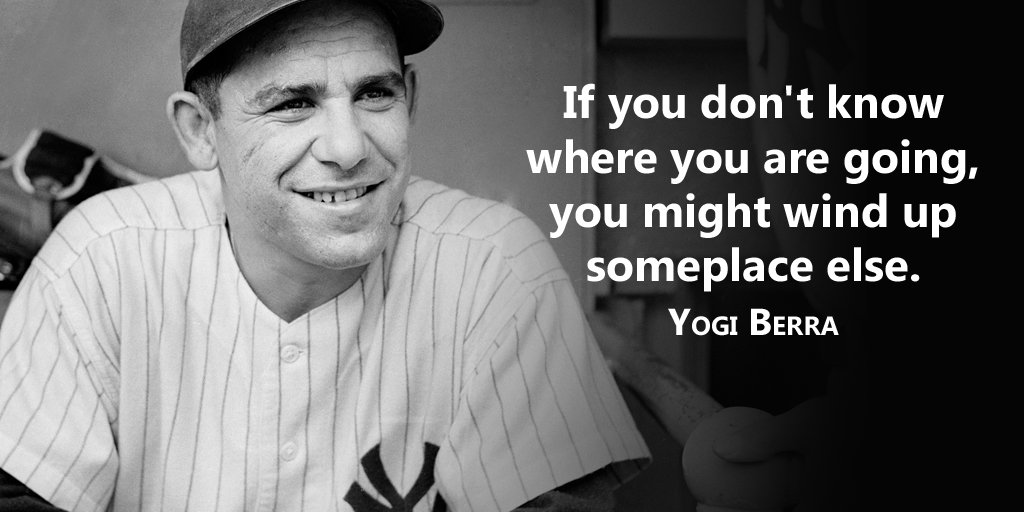 If you don't know
where you are going,
you might wind up
someplace else.
Yogi Berra